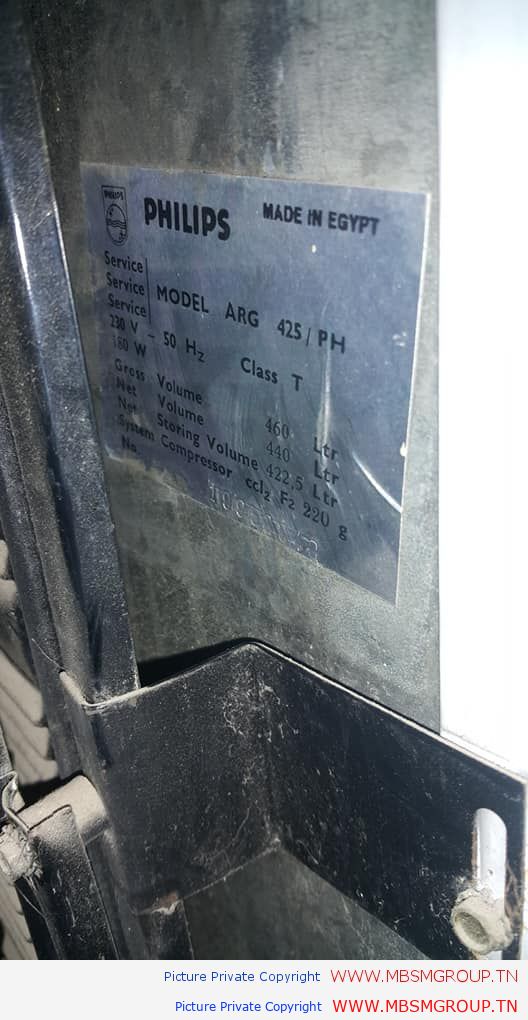 PHILIPS
PHILIPS MADE IN EGYPT
Service
Service MODEL ARG 425/PH
Service
230 V - 50 Hz Class T
180 W
Gross Volume 460 Ltr
Net Volume 440 Ltr
Net Storing Volume 422,5 Ltr
System Compressor ccl2 F2 220 g
No
Picture Private Copyright WWW.MBSMGROUP.TN
Picture Private Copyright WWW.MBSMGROUP.TN